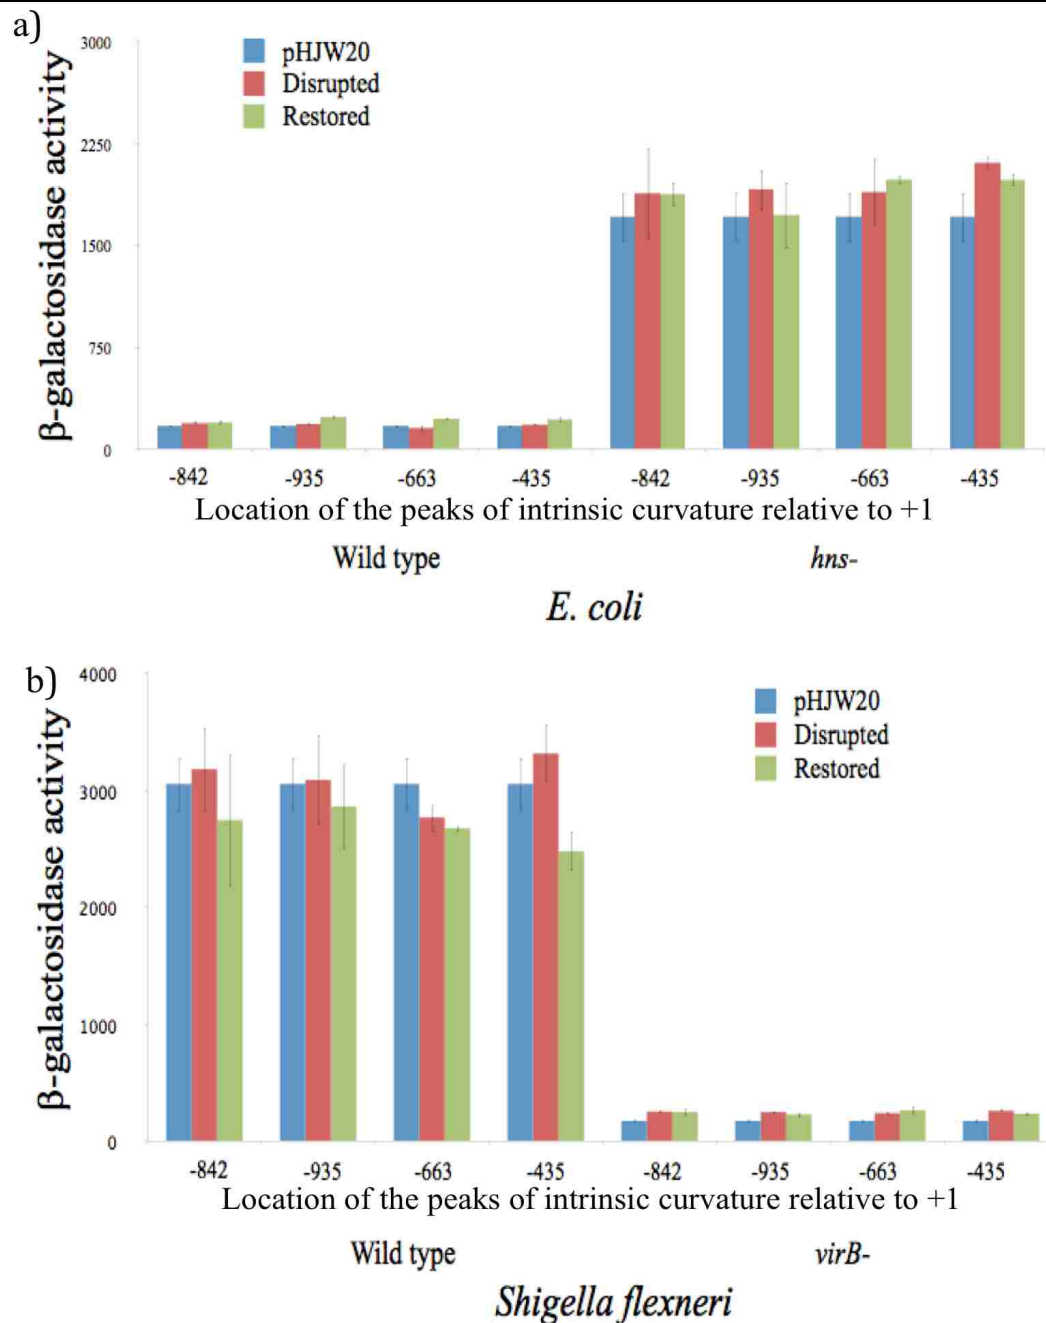 a)
3000
2250
1500
750
0
β-galactosidase activity
pHJW20
Disrupted
Restored
-842 -935 -663 -435 -842 -935 -663 -435
Location of the peaks of intrinsic curvature relative to +1
Wild type hns-
E. coli
b)
4000
3000
2000
1000
0
β-galactosidase activity
pHJW20
Disrupted
Restored
-842 -935 -663 -435 -842 -935 -663 -435
Location of the peaks of intrinsic curvature relative to +1
Wild type virB-
Shigella flexneri